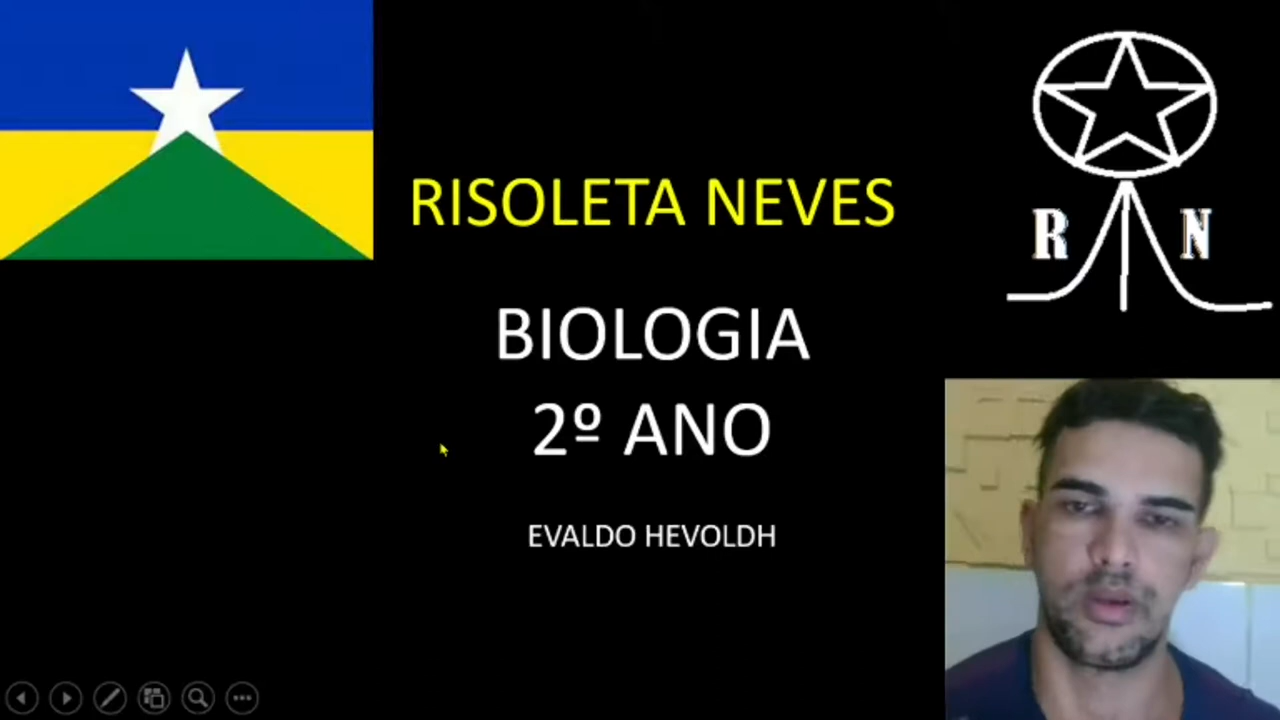 RISOLETA NEVES
R N
BIOLOGIA
2º ANO
EVALDO HEVOLDH